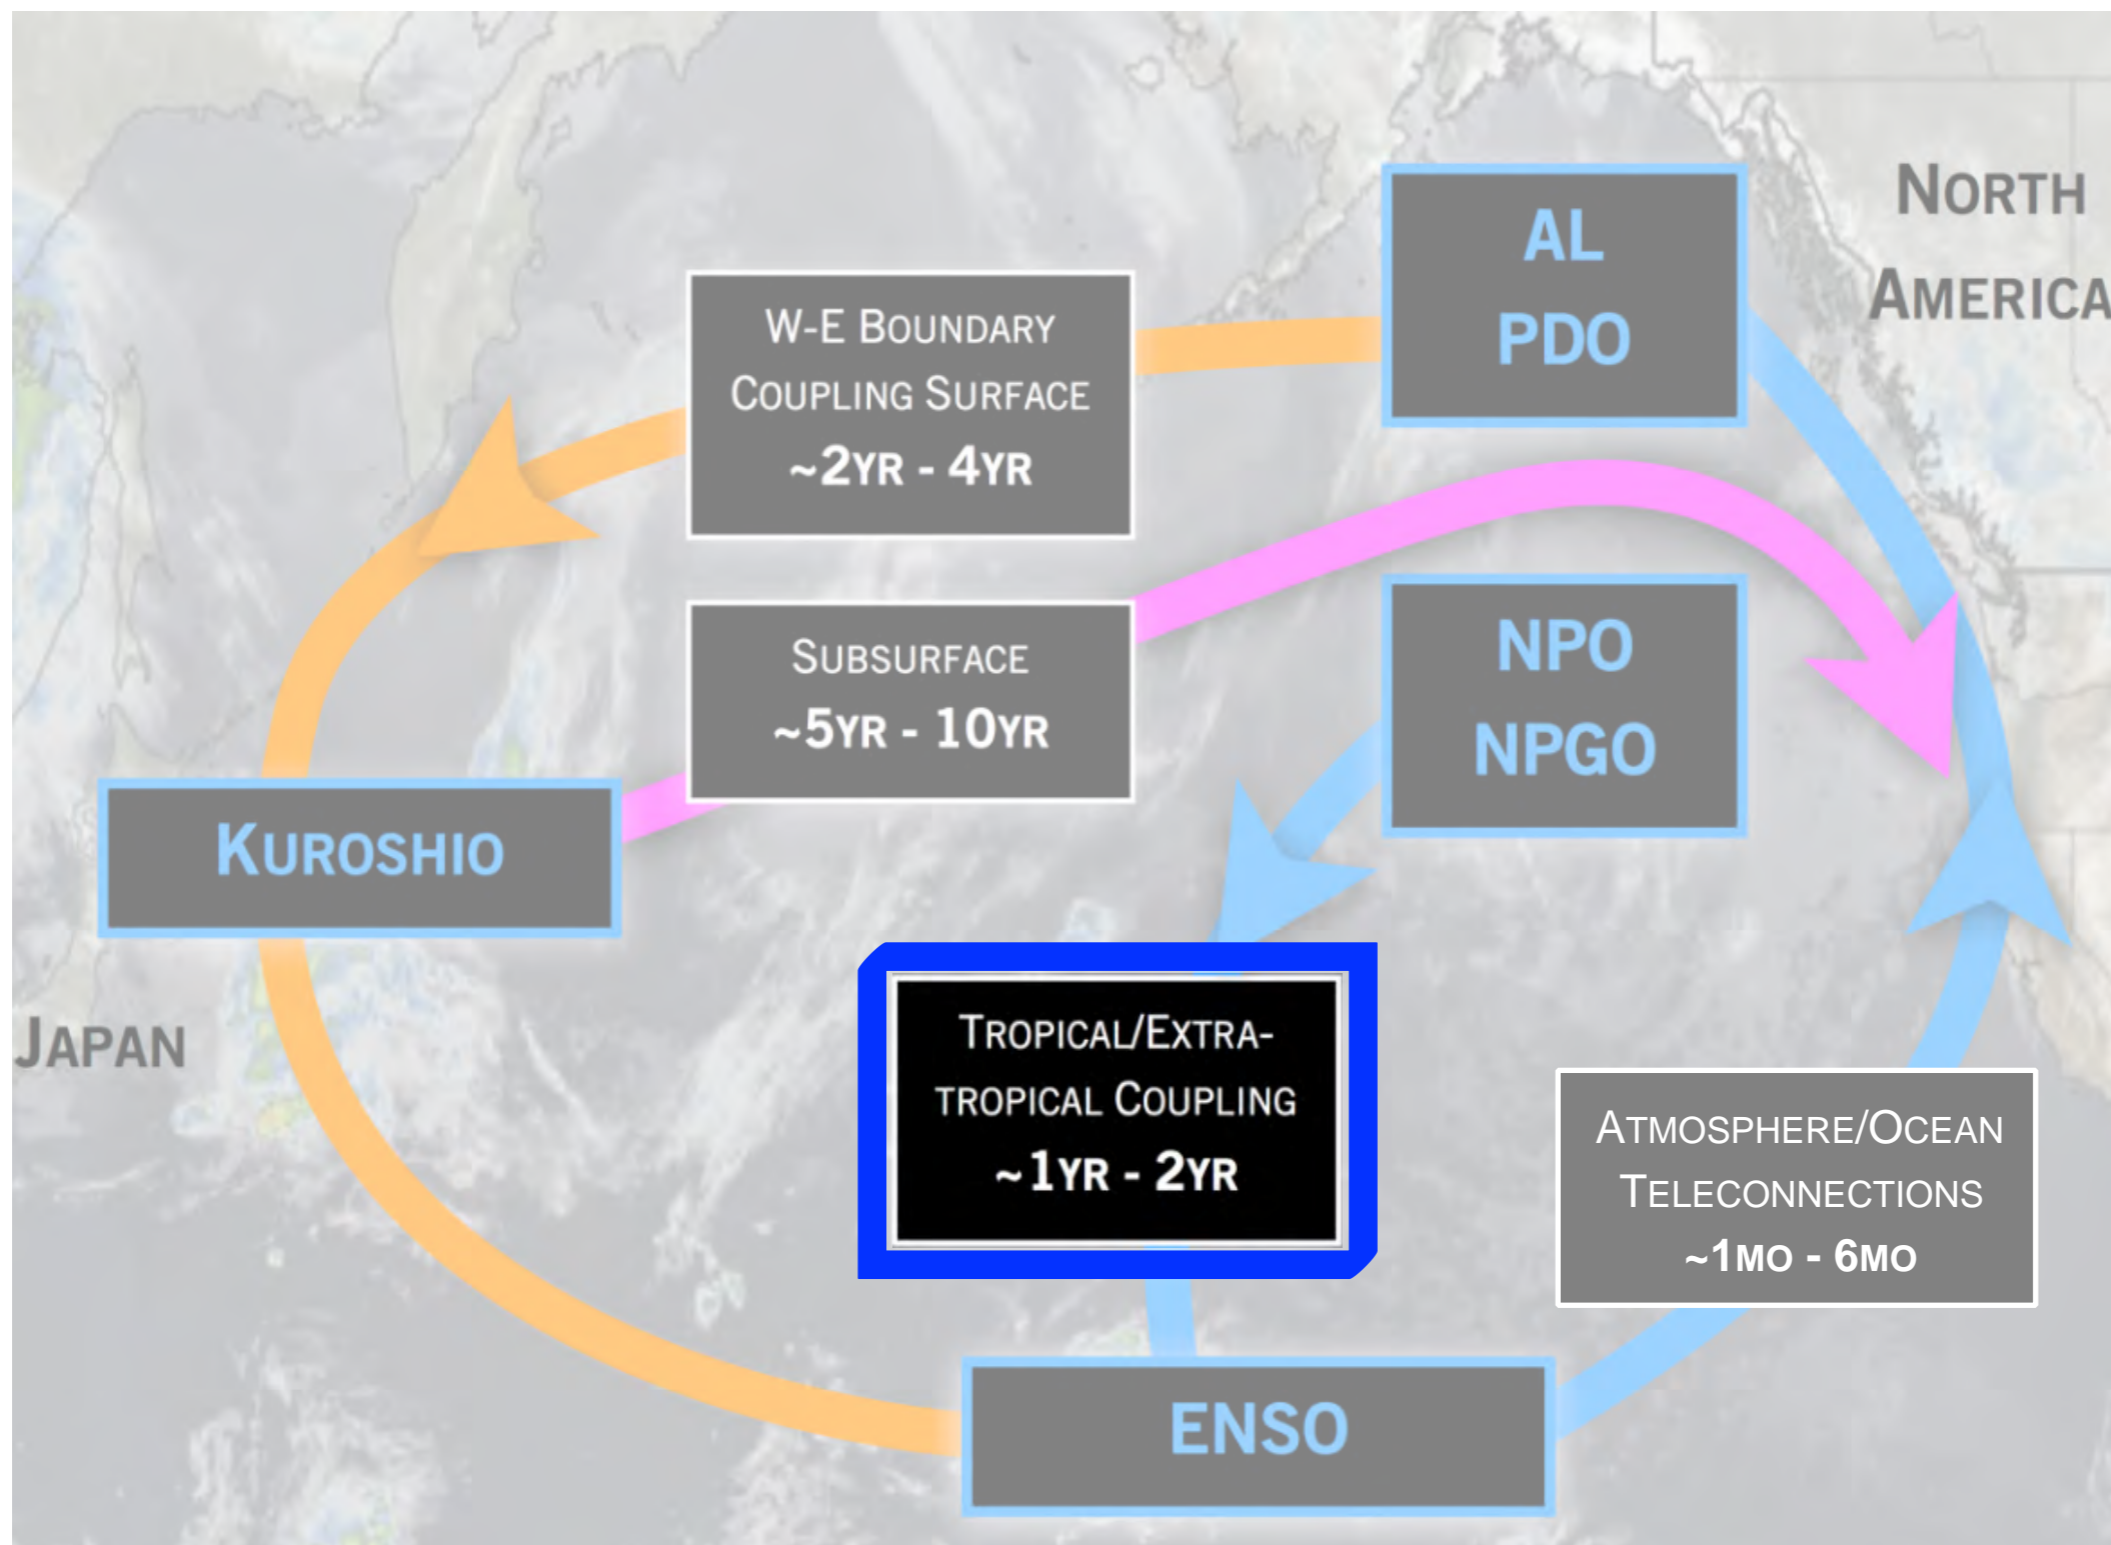 NORTH
AMERICA
AL
PDO
W-E BOUNDARY
COUPLING SURFACE
~2YR - 4YR
SUBSURFACE
~5YR - 10YR
NPO
NPGO
KUROSHIO
JAPAN
TROPICAL/EXTRA-
TROPICAL COUPLING
~1YR - 2YR
ATMOSPHERE/OCEAN
TELECONNECTIONS
~1MO - 6MO
ENSO